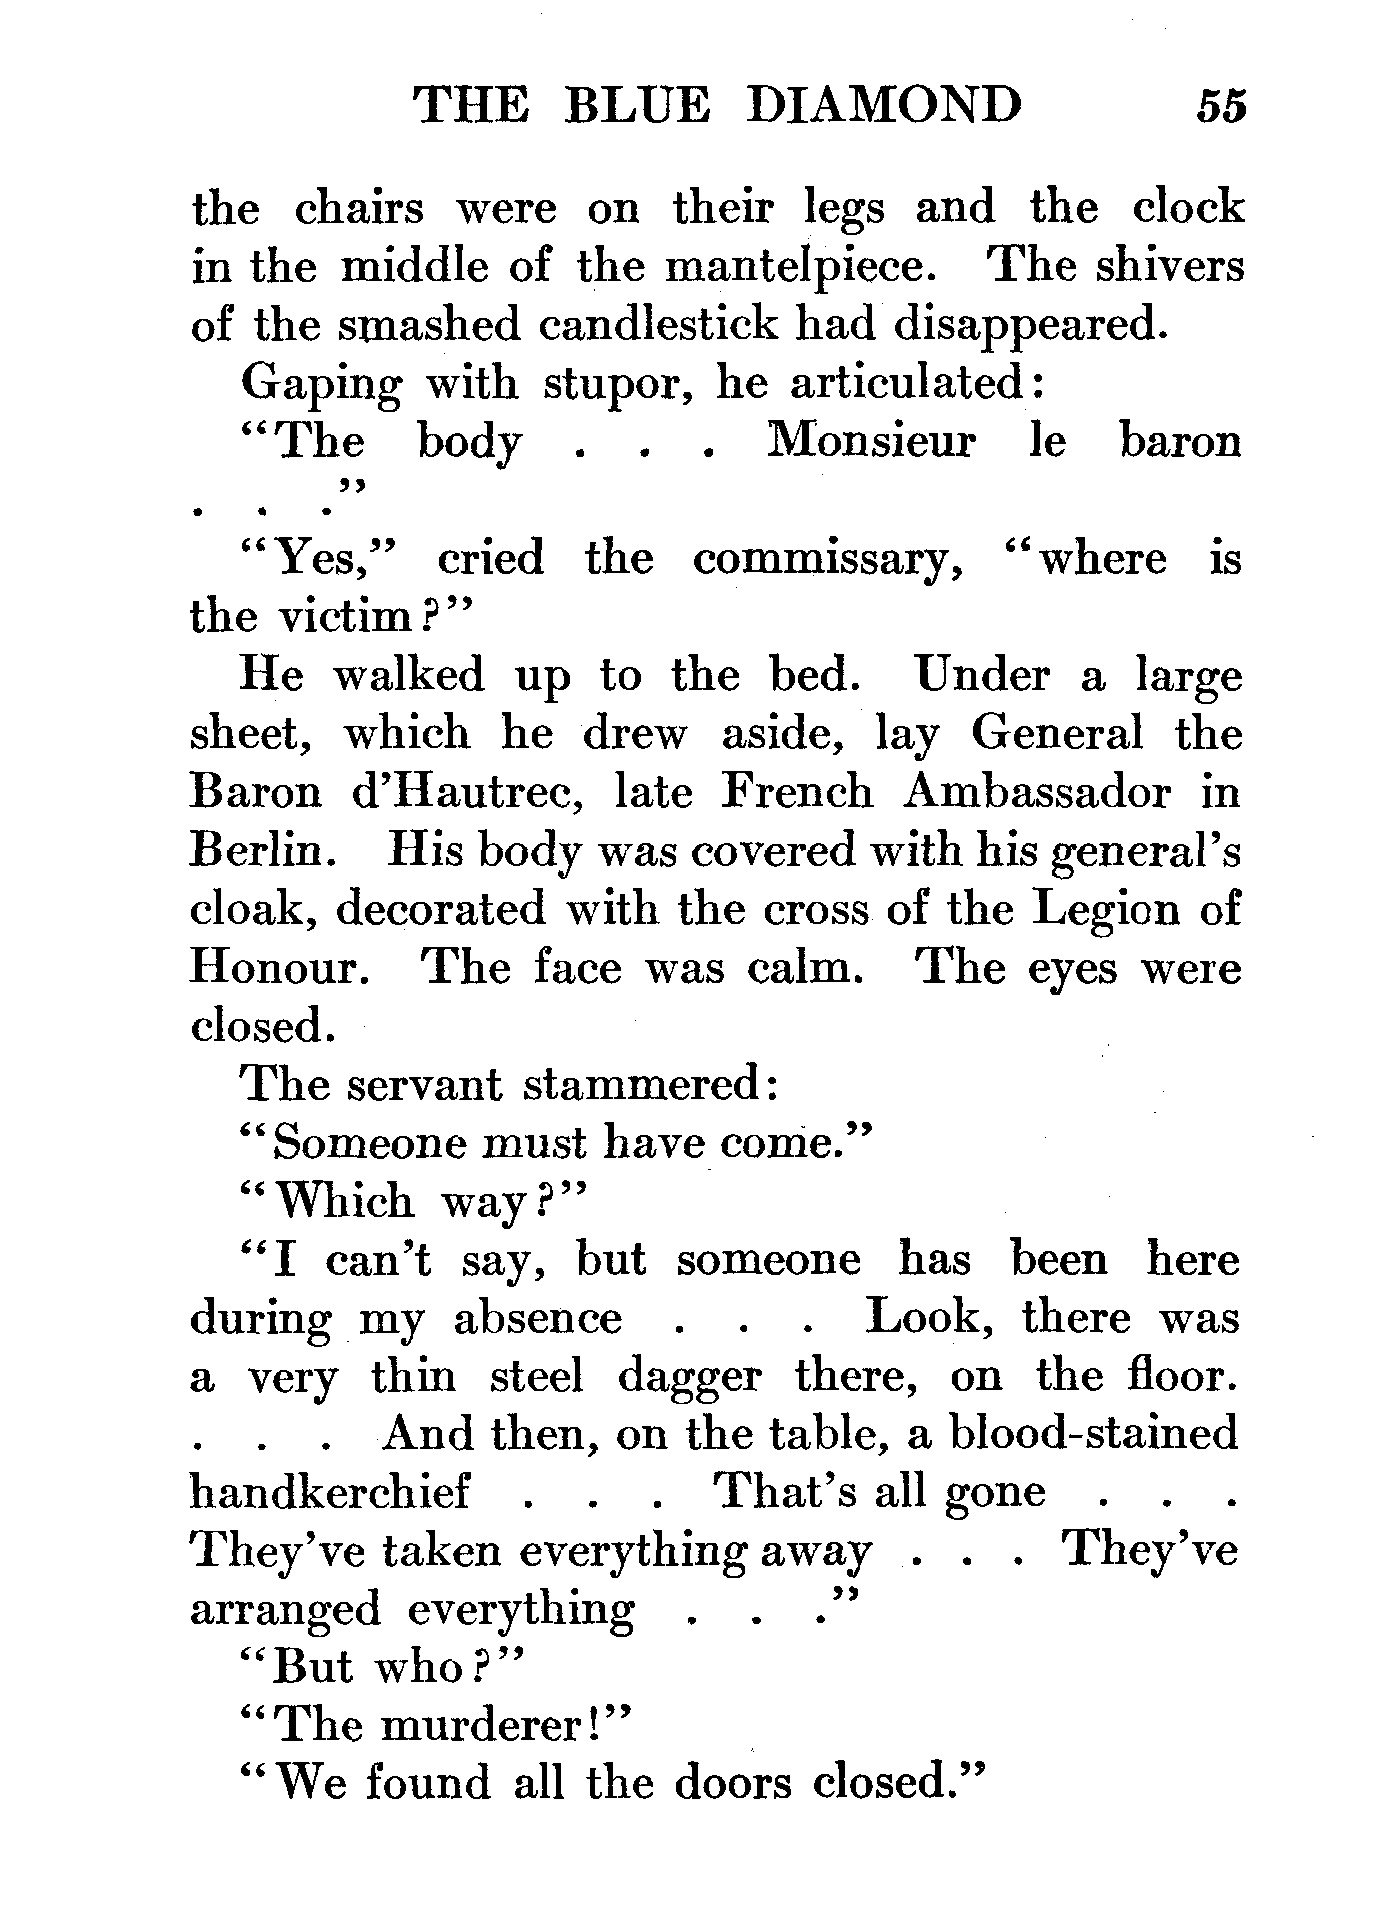 THE BLUE DIAMOND 55
the chairs were on their legs and the clock
in the middle of the mantelpiece. The shivers
of the smashed candlestick had disappeared.
Gaping with stupor, he articulated:
“The body . . . Monsieur le baron
. . .”
“Yes,” cried the commissary, “where is
the victim?”
He walked up to the bed. Under a large
sheet, which he drew aside, lay General the
Baron d’Hautrec, late French Ambassador in
Berlin. His body was covered with his general’s
cloak, decorated with the cross of the Legion of
Honour. The face was calm. The eyes were
closed.
The servant stammered:
“Someone must have come.”
“Which way?”
“I can’t say, but someone has been here
during my absence . . . Look, there was
a very thin steel dagger there, on the floor.
. . . And then, on the table, a blood-stained
handkerchief . . . That’s all gone . . .
They’ve taken everything away . . . They’ve
arranged everything . . .”
“But who?”
“The murderer!”
“We found all the doors closed.”